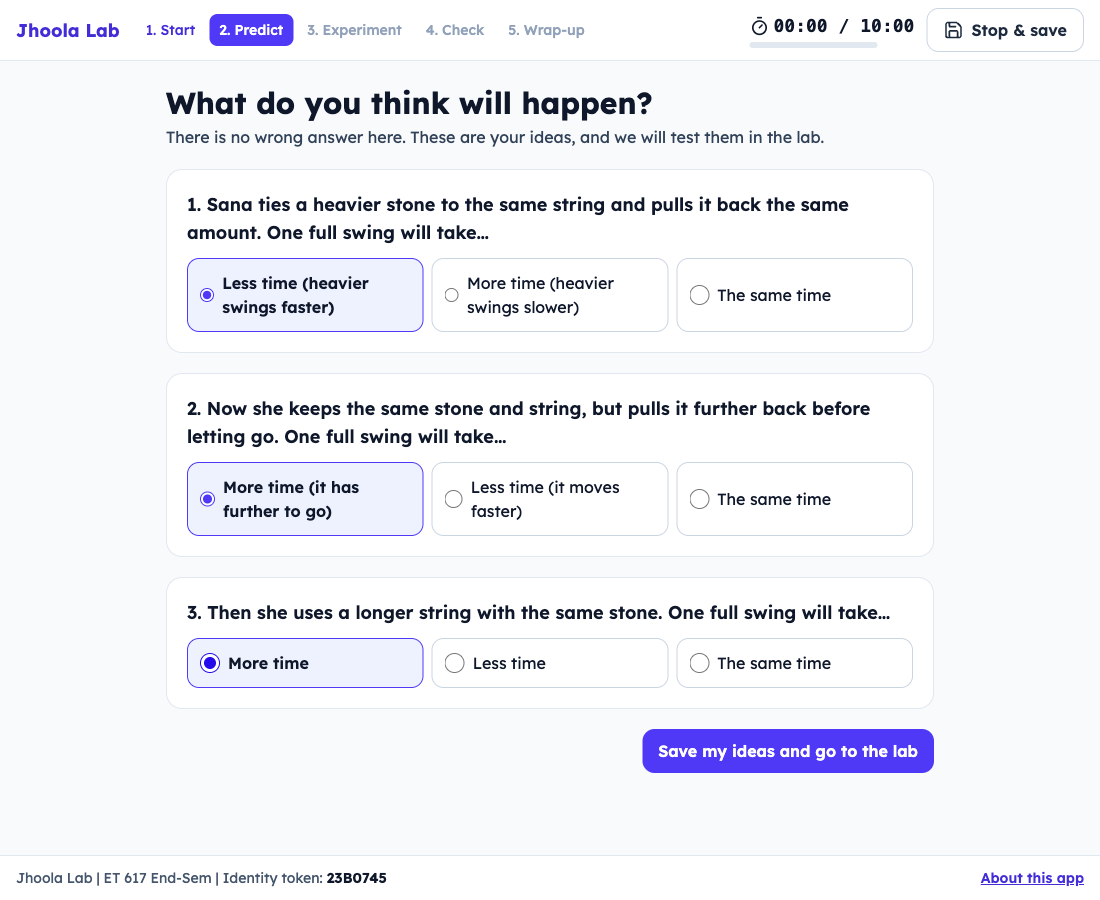 Jhoola Lab
1. Start
2. Predict
3. Experiment
4. Check
5. Wrap-up
00:00 / 10:00
Stop & save
What do you think will happen?
There is no wrong answer here. These are your ideas, and we will test them in the lab.
1. Sana ties a heavier stone to the same string and pulls it back the same
amount. One full swing will take...
Less time (heavier
swings faster)
More time (heavier
swings slower)
The same time
2. Now she keeps the same stone and string, but pulls it further back before
letting go. One full swing will take...
More time (it has
further to go)
Less time (it moves
faster)
The same time
3. Then she uses a longer string with the same stone. One full swing will take...
More time
Less time
The same time
Save my ideas and go to the lab
Jhoola Lab | ET 617 End-Sem | Identity token: 23B0745
About this app